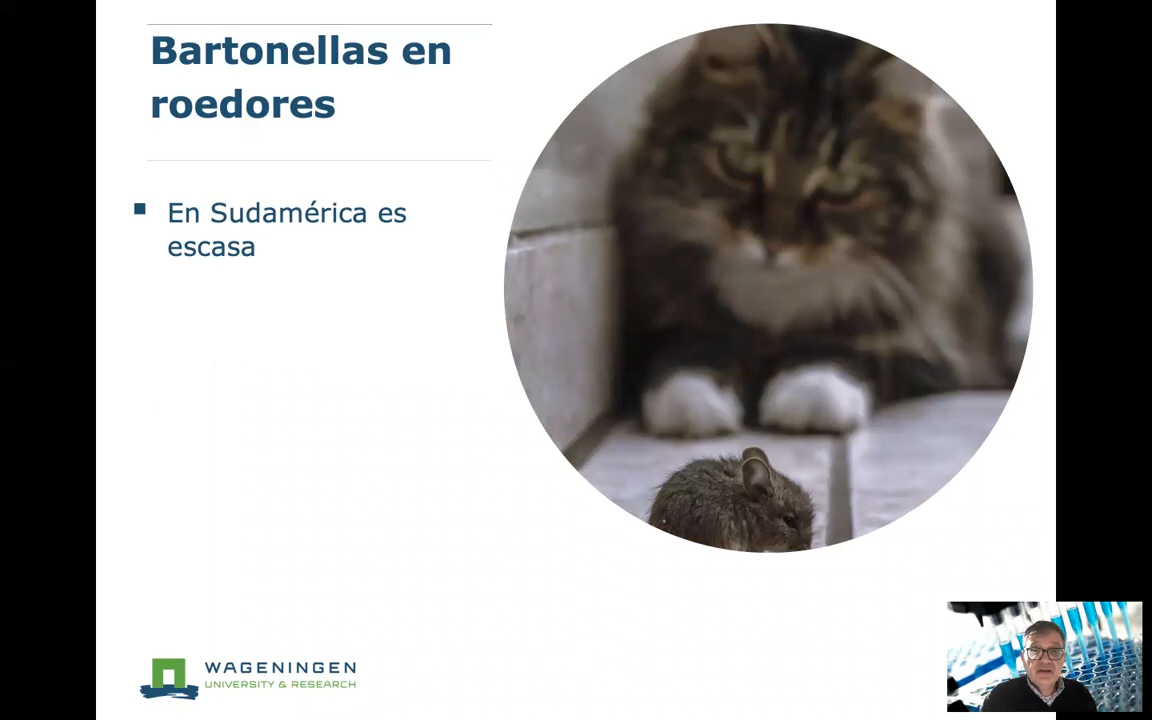 Bartonellas en
roedores
■ En Sudamérica es
escasa
WAGENINGEN
UNIVERSITY & RESEARCH